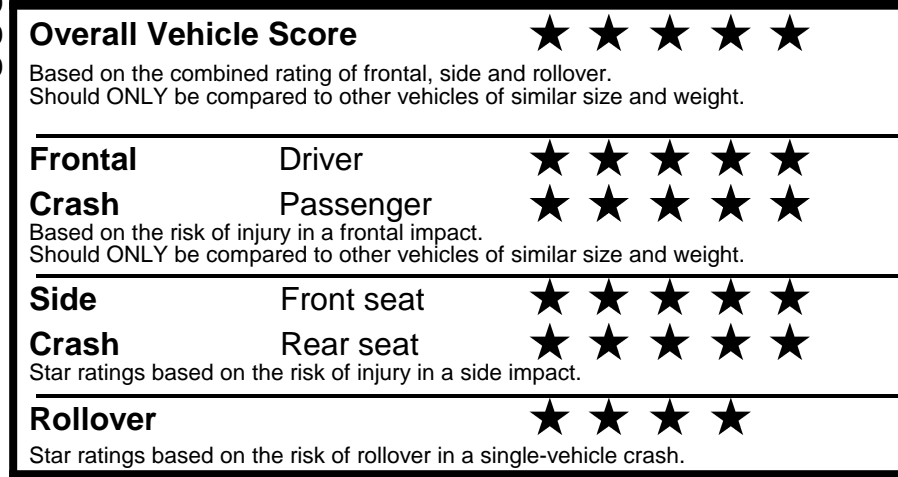 Overall Vehicle Score ★ ★ ★ ★ ★
Based on the combined rating of frontal, side and rollover.
Should ONLY be compared to other vehicles of similar size and weight.
Frontal Driver ★ ★ ★ ★ ★
Crash Passenger ★ ★ ★ ★ ★
Based on the risk of injury in a frontal impact.
Should ONLY be compared to other vehicles of similar size and weight.
Side Front seat ★ ★ ★ ★ ★
Crash Rear seat ★ ★ ★ ★ ★
Star ratings based on the risk of injury in a side impact.
Rollover ★ ★ ★ ★
Star ratings based on the risk of rollover in a single-vehicle crash.